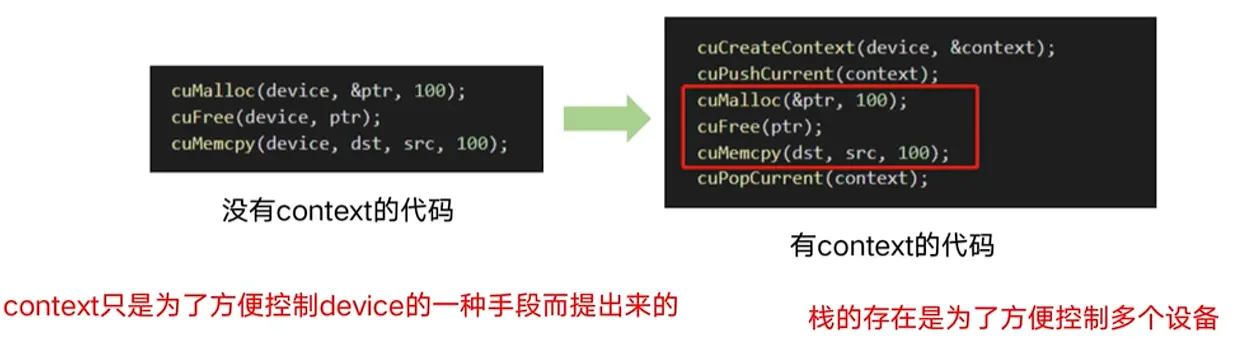 cuMalloc(device, &ptr, 100);
cuFree(device, ptr);
cuMemcpy(device, dst, src, 100);
没有context的代码
cuCreateContext(device, &context);
cuPushCurrent(context);
cuMalloc(&ptr, 100);
cuFree(ptr);
cuMemcpy(dst, src, 100);
cuPopCurrent(context);
有context的代码
context只是为了方便控制device的一种手段而提出来的
栈的存在是为了方便控制多个设备